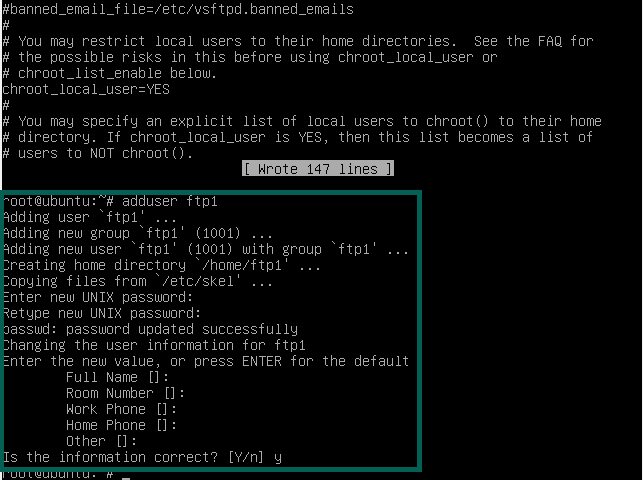 #banned_email_file=/etc/vsftpd.banned_emails
#
# You may restrict local users to their home directories.  See the FAQ for
# the possible risks in this before using chroot_local_user or
# chroot_list_enable below.
chroot_local_user=YES
#
# You may specify an explicit list of local users to chroot() to their home
# directory. If chroot_local_user is YES, then this list becomes a list of
# users to NOT chroot().
[ Wrote 147 lines ]
root@ubuntu:~# adduser ftp1
Adding user `ftp1' ...
Adding new group `ftp1' (1001) ...
Adding new user `ftp1' (1001) with group `ftp1' ...
Creating home directory `/home/ftp1' ...
Copying files from `/etc/skel' ...
Enter new UNIX password:
Retype new UNIX password:
passwd: password updated successfully
Changing the user information for ftp1
Enter the new value, or press ENTER for the default
        Full Name []:
        Room Number []:
        Work Phone []:
        Home Phone []:
        Other []:
Is the information correct? [Y/n] y
root@ubuntu:~# _